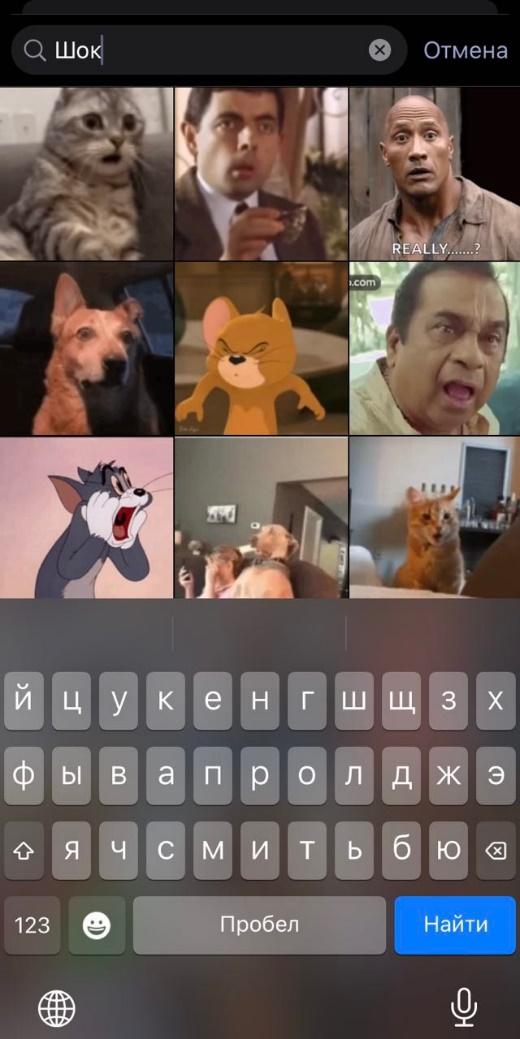 Шок
Отмена
REALLY.......?
.com
й ц у к е н г ш щ з х
ф ы в а п р о л д ж э
я ч с м и т ь б ю
123
Пробел
Найти